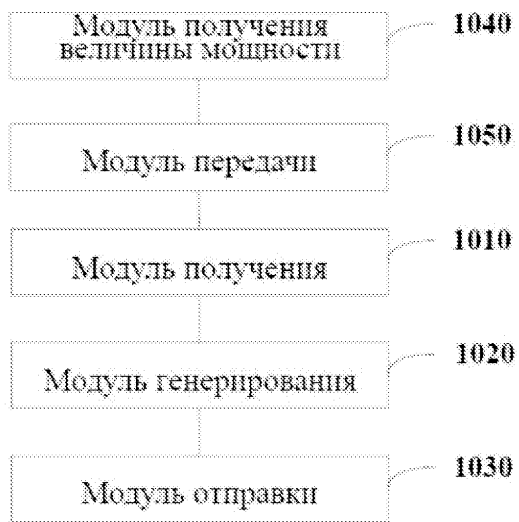 Модуль получения
величины мощности
1040
Модуль передачи
1050
Модуль получения
1010
Модуль генерирования
1020
Модуль отправки
1030